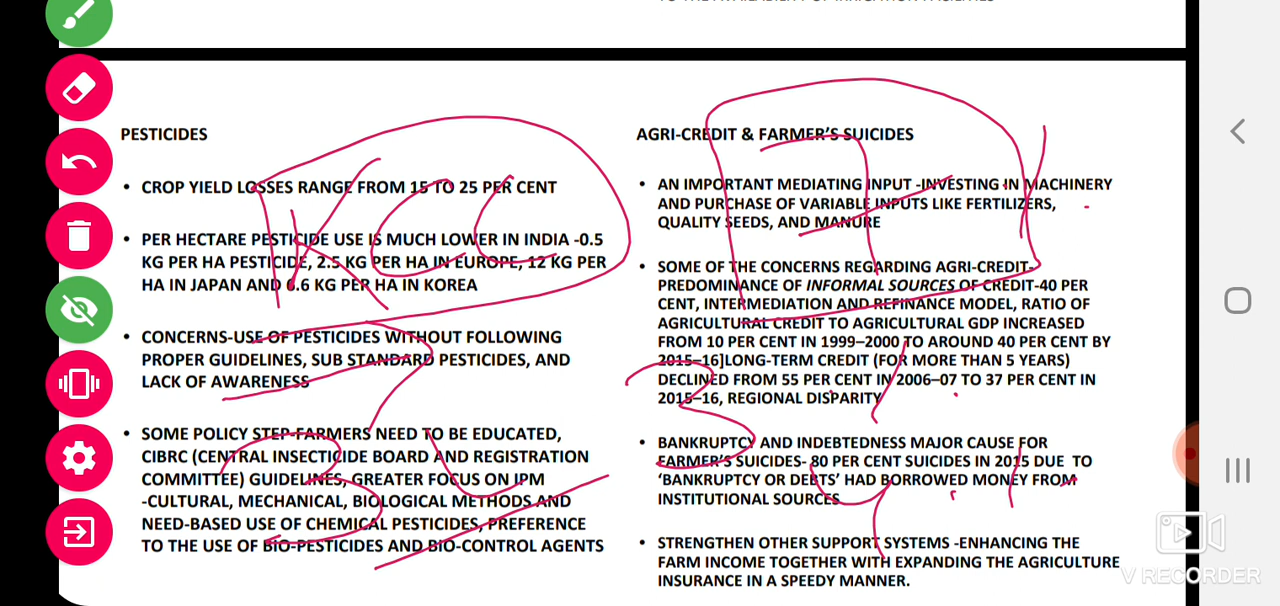 PESTICIDES
• CROP YIELD LOSSES RANGE FROM 15 TO 25 PER CENT
• PER HECTARE PESTICIDE USE IS MUCH LOWER IN INDIA -0.5
KG PER HA PESTICIDE, 2.5 KG PER HA IN EUROPE, 12 KG PER
HA IN JAPAN AND 6.6 KG PER HA IN KOREA
• CONCERNS-USE OF PESTICIDES WITHOUT FOLLOWING
PROPER GUIDELINES, SUB STANDARD PESTICIDES, AND
LACK OF AWARENESS
• SOME POLICY STEP-FARMERS NEED TO BE EDUCATED,
CIBRC (CENTRAL INSECTICIDE BOARD AND REGISTRATION
COMMITTEE) GUIDELINES, GREATER FOCUS ON IPM
-CULTURAL, MECHANICAL, BIOLOGICAL METHODS AND
NEED-BASED USE OF CHEMICAL PESTICIDES, PREFERENCE
TO THE USE OF BIO-PESTICIDES AND BIO-CONTROL AGENTS
AGRI-CREDIT & FARMER'S SUICIDES
• AN IMPORTANT MEDIATING INPUT -INVESTING IN MACHINERY
AND PURCHASE OF VARIABLE INPUTS LIKE FERTILIZERS,
QUALITY SEEDS, AND MANURE
• SOME OF THE CONCERNS REGARDING AGRI-CREDIT-
PREDOMINANCE OF INFORMAL SOURCES OF CREDIT-40 PER
CENT, INTERMEDIATION AND REFINANCE MODEL, RATIO OF
AGRICULTURAL CREDIT TO AGRICULTURAL GDP INCREASED
FROM 10 PER CENT IN 1999–2000 TO AROUND 40 PER CENT BY
2015–16]LONG-TERM CREDIT (FOR MORE THAN 5 YEARS)
DECLINED FROM 55 PER CENT IN 2006–07 TO 37 PER CENT IN
2015–16, REGIONAL DISPARITY
• BANKRUPTCY AND INDEBTEDNESS MAJOR CAUSE FOR
FARMER'S SUICIDES- 80 PER CENT SUICIDES IN 2015 DUE TO
'BANKRUPTCY OR DEBTS' HAD BORROWED MONEY FROM
INSTITUTIONAL SOURCES
• STRENGTHEN OTHER SUPPORT SYSTEMS -ENHANCING THE
FARM INCOME TOGETHER WITH EXPANDING THE AGRICULTURE
INSURANCE IN A SPEEDY MANNER.
V RECORDER